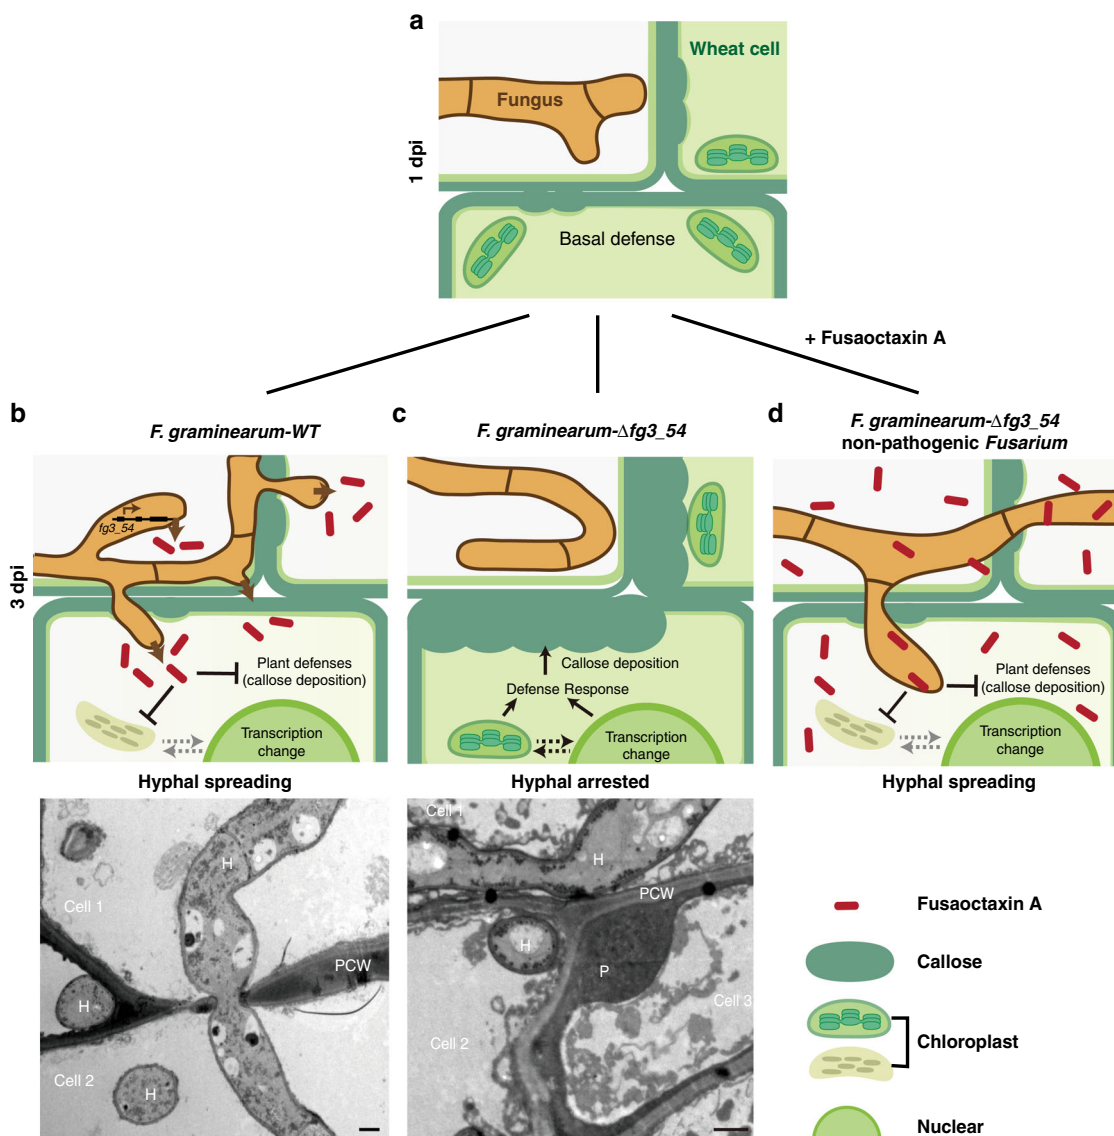 a
Wheat cell
Fungus
1 dpi
Basal defense
+ Fusaoctaxin A
b
F. graminearum-WT
c
F. graminearum-Δfg3_54
d
F. graminearum-Δfg3_54
non-pathogenic Fusarium
3 dpi
fg3_54
Plant defenses
(callose deposition)
Transcription
change
Hyphal spreading
Callose deposition
Defense Response
Transcription
change
Hyphal arrested
Plant defenses
(callose deposition)
Transcription
change
Hyphal spreading
H
Cell 1
PCW
H
Cell 2
H
Cell 1
H
PCW
H
P
Cell 3
Cell 2
Fusaoctaxin A
Callose
Chloroplast
Nuclear